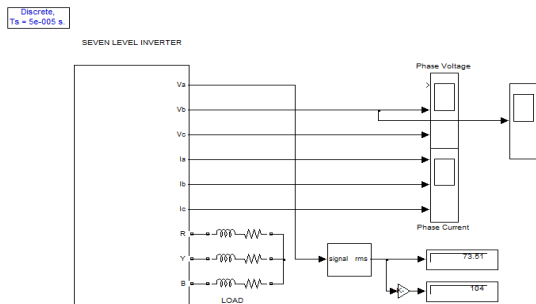 Discrete,
Ts = 5e-005 s.
SEVEN LEVEL INVERTER
Phase Voltage
Va
Vb
Vc
Ia
Ib
Ic
Phase Current
R
Y
B
signal rms
73.51
104
LOAD